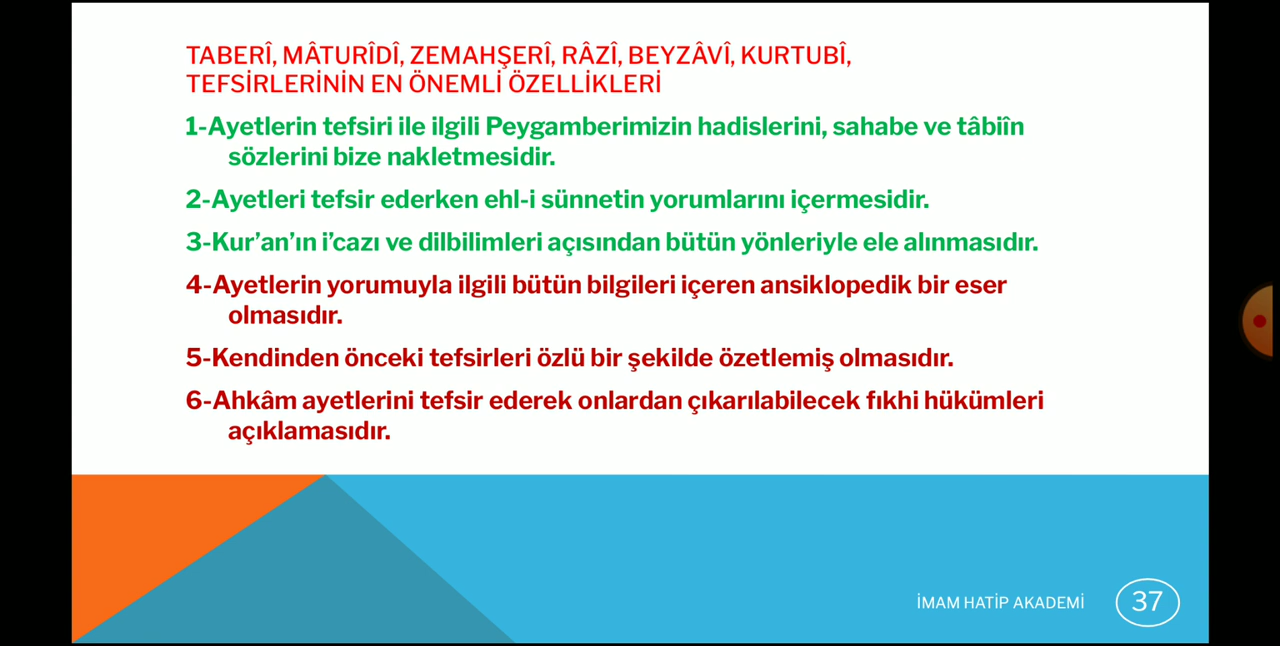 TABERÎ, MÂTURÎDÎ, ZEMAHŞERÎ, RÂZÎ, BEYZÂVÎ, KURTUBÎ,
TEFSİRLERİNİN EN ÖNEMLİ ÖZELLİKLERİ
1-Ayetlerin tefsiri ile ilgili Peygamberimizin hadislerini, sahabe ve tâbiîn
sözlerini bize nakletmesidir.
2-Ayetleri tefsir ederken ehl-i sünnetin yorumlarını içermesidir.
3-Kur’an’ın i’cazı ve dilbilimleri açısından bütün yönleriyle ele alınmasıdır.
4-Ayetlerin yorumuyla ilgili bütün bilgileri içeren ansiklopedik bir eser
olmasıdır.
5-Kendinden önceki tefsirleri özlü bir şekilde özetlemiş olmasıdır.
6-Ahkâm ayetlerini tefsir ederek onlardan çıkarılabilecek fıkhi hükümleri
açıklamasıdır.
İMAM HATİP AKADEMİ
37